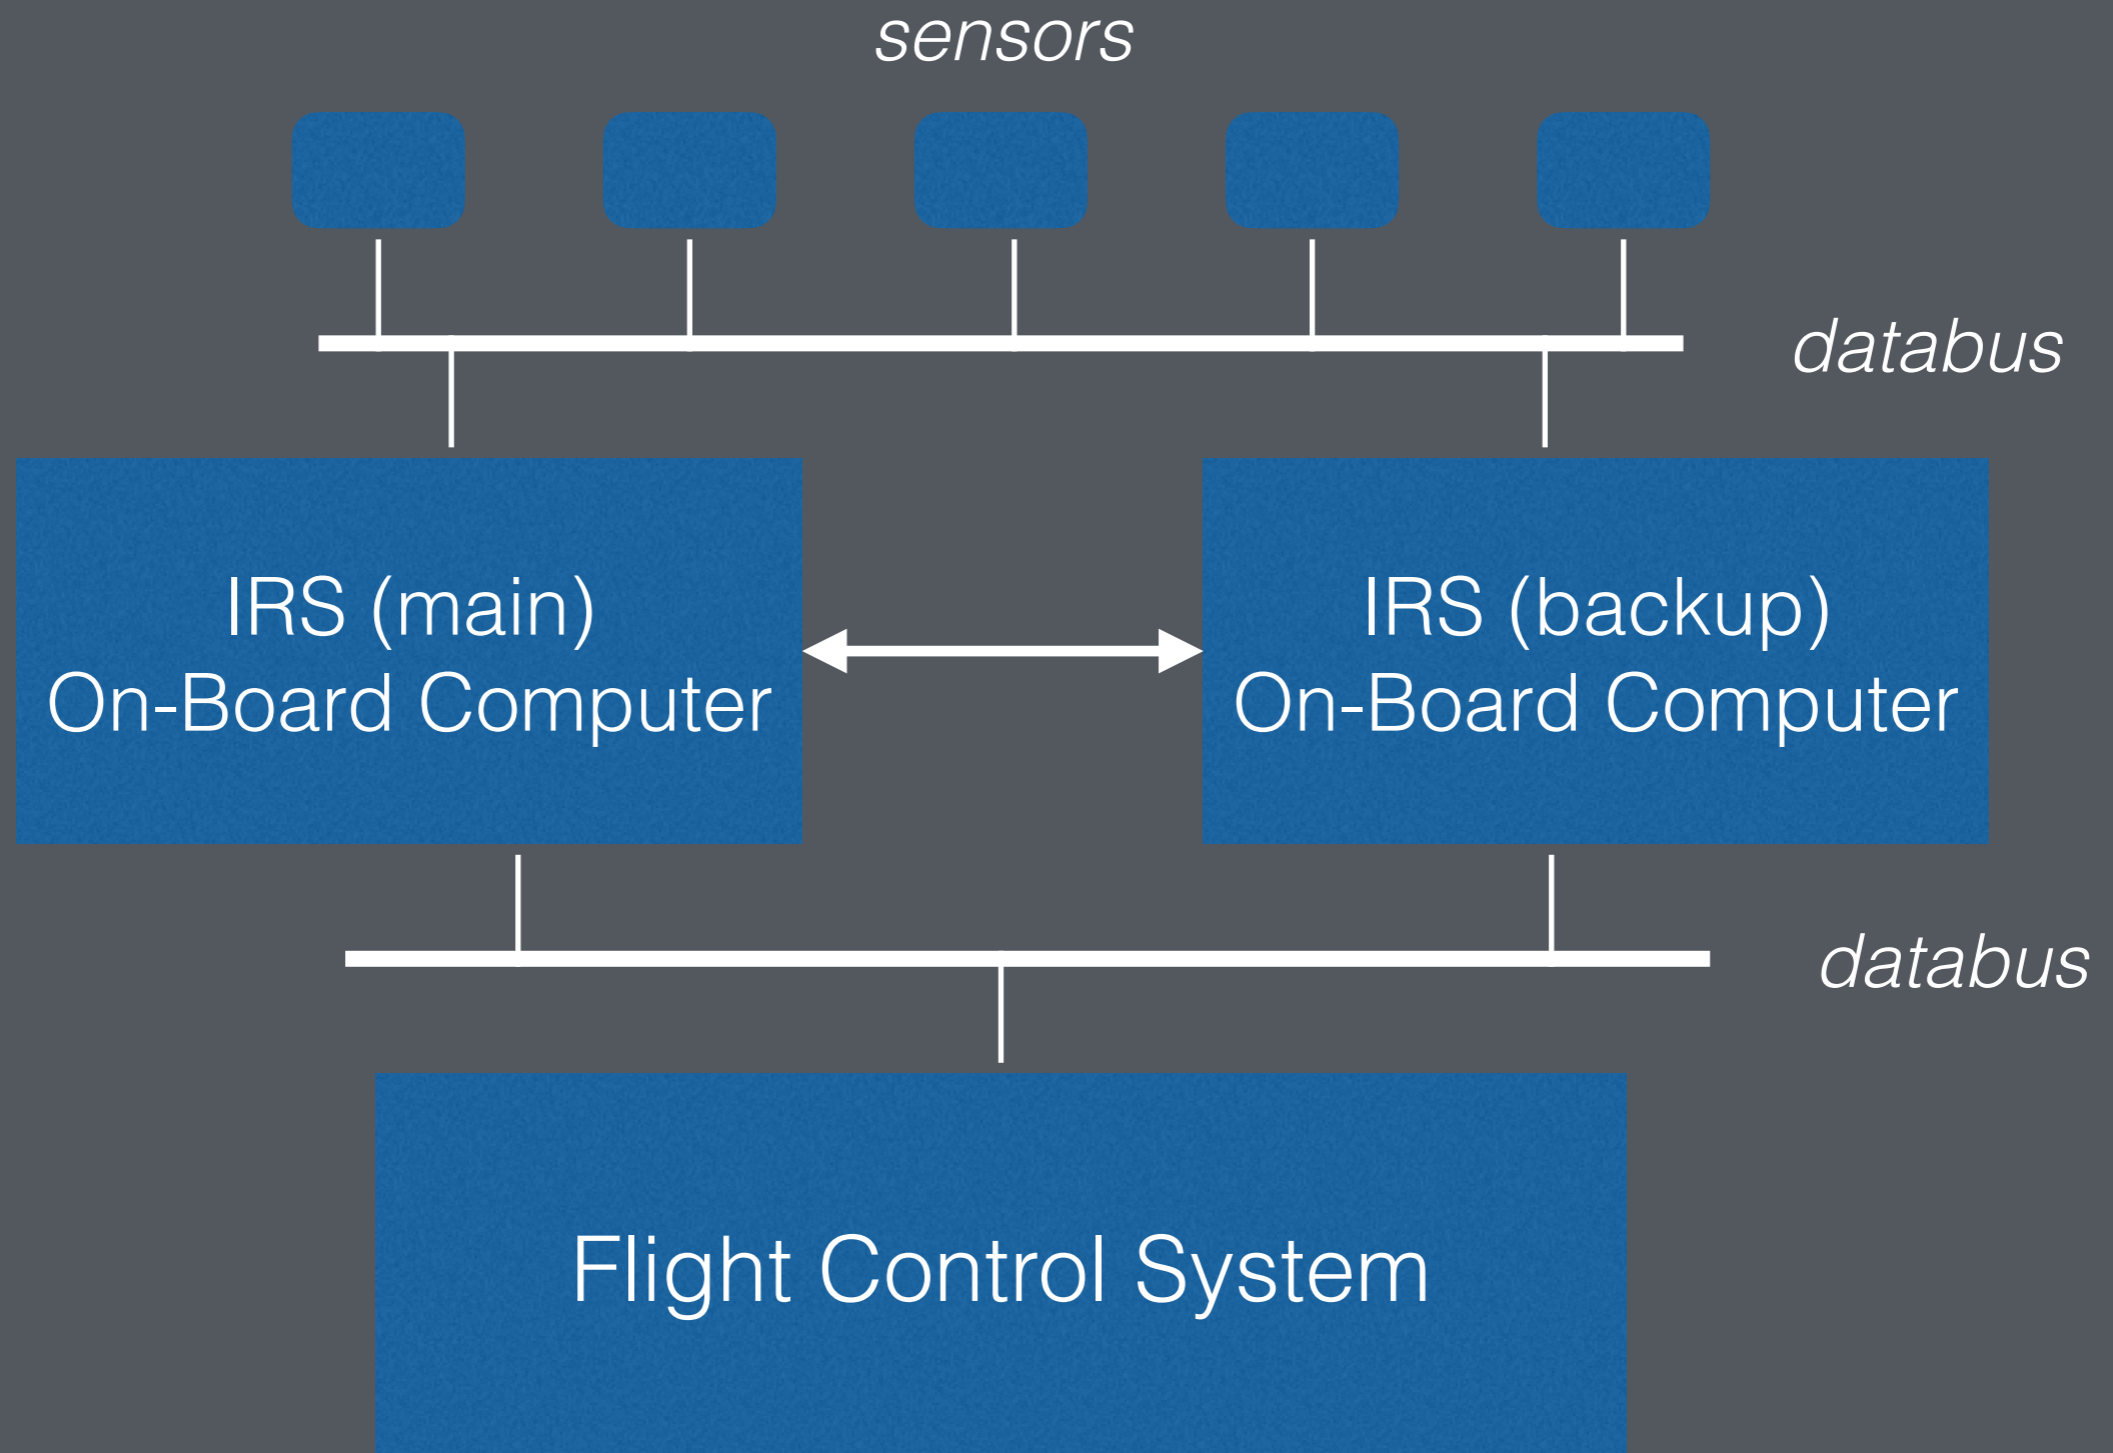 sensors
databus
IRS (main)
On-Board Computer
IRS (backup)
On-Board Computer
databus
Flight Control System